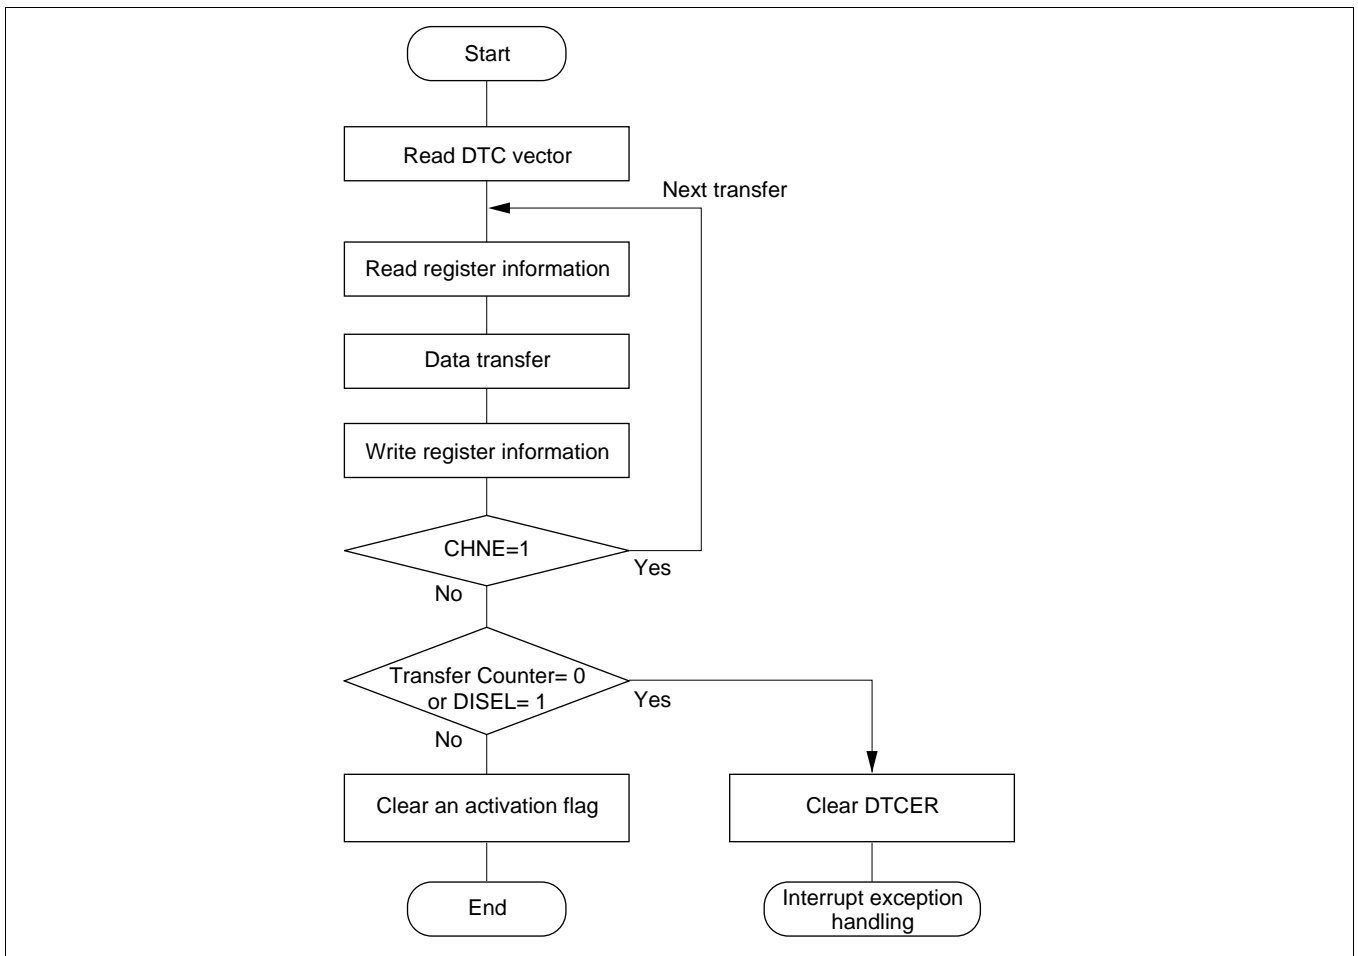 Start
Read DTC vector
Next transfer
Read register information
Data transfer
Write register information
CHNE=1
Yes
No
Transfer Counter= 0
or DISEL= 1
Yes
No
Clear an activation flag
Clear DTCER
End
Interrupt exception
handling